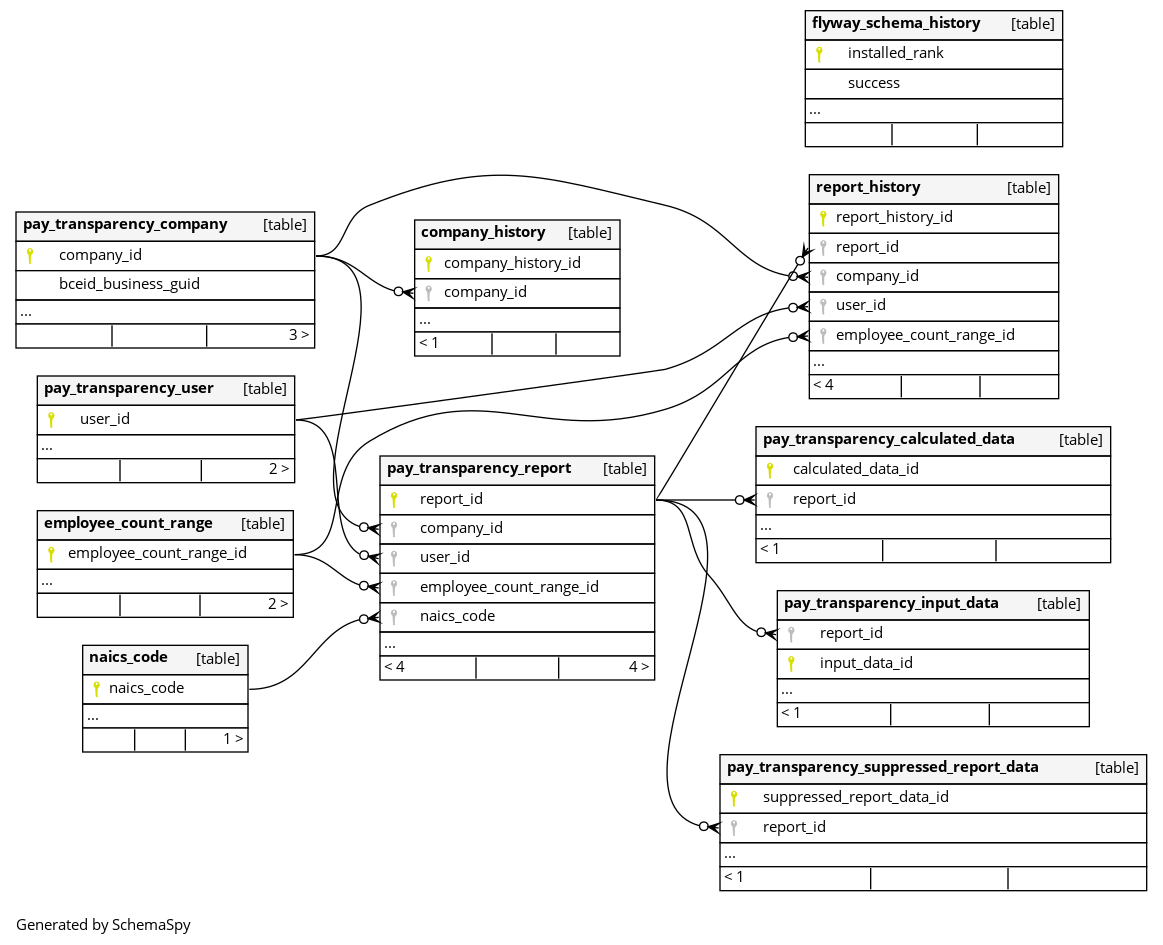 flyway_schema_history [table]
installed_rank
success
...
report_history [table]
report_history_id
report_id
company_id
user_id
employee_count_range_id
...
< 4
pay_transparency_company [table]
company_id
bceid_business_guid
...
3 >
company_history [table]
company_history_id
company_id
...
< 1
pay_transparency_user [table]
user_id
...
2 >
pay_transparency_calculated_data [table]
calculated_data_id
report_id
...
< 1
pay_transparency_report [table]
report_id
company_id
user_id
employee_count_range_id
naics_code
...
< 4 4 >
employee_count_range [table]
employee_count_range_id
...
2 >
pay_transparency_input_data [table]
report_id
input_data_id
...
< 1
naics_code [table]
naics_code
...
1 >
pay_transparency_suppressed_report_data [table]
suppressed_report_data_id
report_id
...
< 1
Generated by SchemaSpy